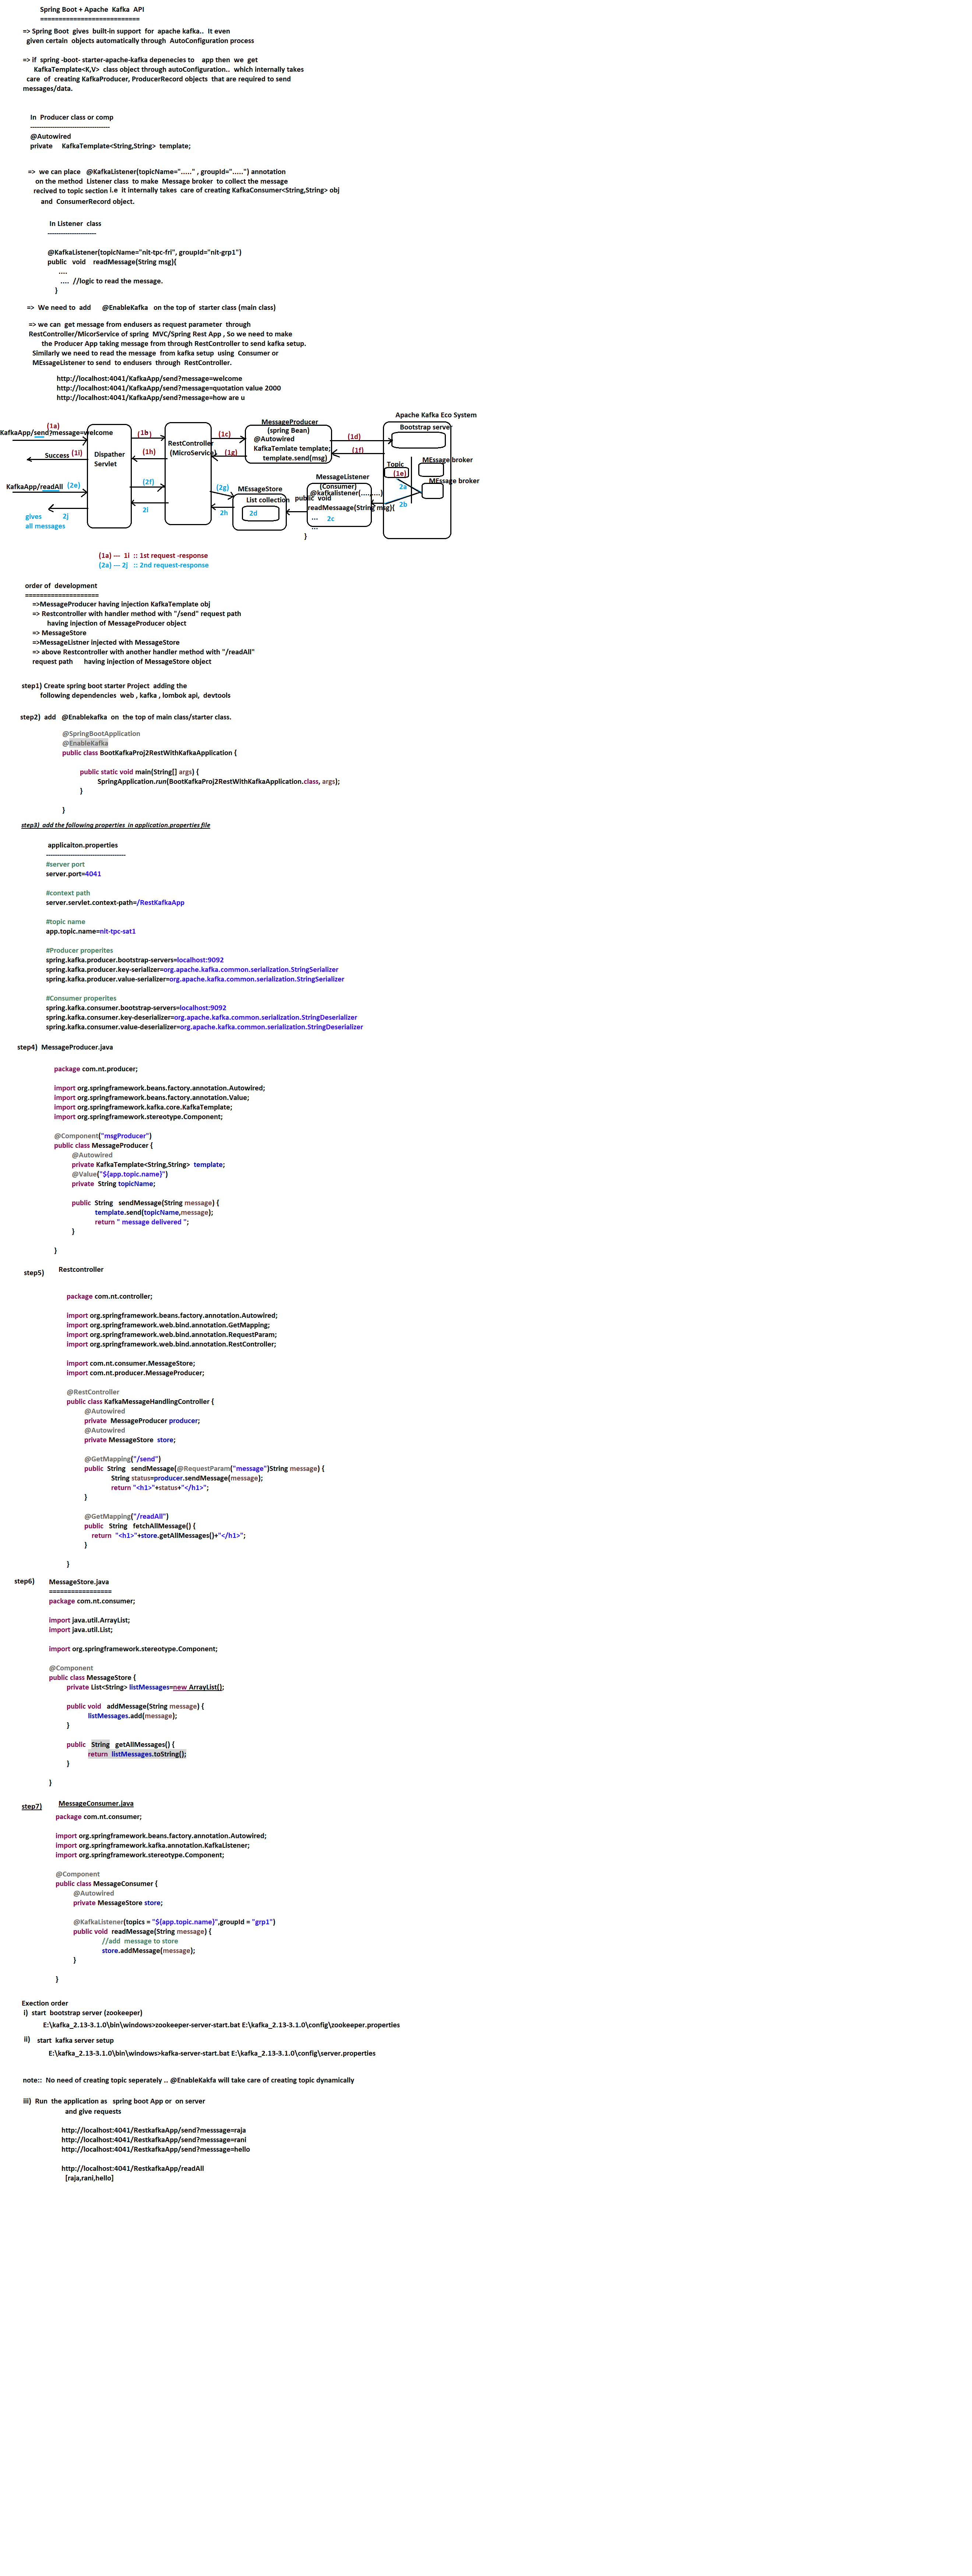 Spring Boot + Apache  Kafka  API
===========================
=> Spring Boot  gives  built-in support  for  apache kafka..  It even
given certain  objects automatically through  AutoConfiguration process
=> if  spring -boot- starter-apache-kafka depenecies to    app then  we  get
KafkaTemplate<K,V>  class object through autoConfiguration..  which internally takes
care  of  creating KafkaProducer, ProducerRecord objects  that are required to send
messages/data.
In  Producer class or comp
------------------------------------
@Autowired
private    KafkaTemplate<String,String>  template;
=>  we can place   @KafkaListener(topicName="....." , groupId=".....") annotation
on the method  Listener class  to make  Message broker  to collect the message
recived to topic section i.e  it internally takes  care of creating KafkaConsumer<String,String> obj
and  ConsumerRecord object.
In Listener  class
----------------------
@KafkaListener(topicName="nit-tpc-fri", groupId="nit-grp1")
public   void    readMessage(String msg){
....
....  //logic to read the message.
}
=>  We need to  add     @EnableKafka   on the top of  starter class (main class)
=> we can  get message from endusers as request parameter  through
RestController/MicorService of spring  MVC/Spring Rest App , So we need to make
the Producer App taking message from through RestController to send kafka setup.
Similarly we need to read the message  from kafka setup  using  Consumer or
MEssageListener to send  to endusers  through  RestController.
http://localhost:4041/KafkaApp/send?message=welcome
http://localhost:4041/KafkaApp/send?message=quotation value 2000
http://localhost:4041/KafkaApp/send?message=how are u
Apache Kafka Eco System
(1a)
KafkaApp/send?message=welcome
(1b)
(1c)
MessageProducer
(spring Bean)
@Autowired
KafkaTemlate template;
template.send(msg)
(1d)
Bootstrap server
Success (1i)
Dispather
Servlet
(1h)
RestController
(MicroService)
(1g)
(1f)
Topic
(1e)
MEssage broker
MEssage broker
KafkaApp/readAll  (2e)
(2f)
(2g)
MEssageStore
List collection
2d
MessageListener
(Consumer)
@kafkalistener(.........)
public  void
readMessaage(String msg){
...
...
}
2c
2a
2b
gives
all messages
2j
2i
2h
(1a) ---  1i  :: 1st request -response
(2a) --- 2j   :: 2nd request-response
order of  development
====================
=>MessageProducer having injection KafkaTemplate obj
=> Restcontroller with handler method with "/send" request path
having injection of MessageProducer object
=> MessageStore
=>MessageListner injected with MessageStore
=> above Restcontroller with another handler method with "/readAll"
request path     having injection of MessageStore object
step1) Create spring boot starter Project  adding the
following dependencies  web , kafka , lombok api,  devtools
step2)  add   @Enablekafka  on  the top of main class/starter class.
@SpringBootApplication
@EnableKafka
public class BootKafkaProj2RestWithKafkaApplication {
public static void main(String[] args) {
SpringApplication.run(BootKafkaProj2RestWithKafkaApplication.class, args);
}
}
step3)  add the following properties  in application.properties file
applicaiton.properties
------------------------------------
#server port
server.port=4041
#context path
server.servlet.context-path=/RestKafkaApp
#topic name
app.topic.name=nit-tpc-sat1
#Producer properites
spring.kafka.producer.bootstrap-servers=localhost:9092
spring.kafka.producer.key-serializer=org.apache.kafka.common.serialization.StringSerializer
spring.kafka.producer.value-serializer=org.apache.kafka.common.serialization.StringSerializer
#Consumer properites
spring.kafka.consumer.bootstrap-servers=localhost:9092
spring.kafka.consumer.key-deserializer=org.apache.kafka.common.serialization.StringDeserializer
spring.kafka.consumer.value-deserializer=org.apache.kafka.common.serialization.StringDeserializer
step4)  MessageProducer.java
package com.nt.producer;
import org.springframework.beans.factory.annotation.Autowired;
import org.springframework.beans.factory.annotation.Value;
import org.springframework.kafka.core.KafkaTemplate;
import org.springframework.stereotype.Component;
@Component("msgProducer")
public class MessageProducer {
@Autowired
private KafkaTemplate<String,String>  template;
@Value("${app.topic.name}")
private  String topicName;
public  String   sendMessage(String message) {
template.send(topicName,message);
return " message delivered ";
}
}
step5)
Restcontroller
package com.nt.controller;
import org.springframework.beans.factory.annotation.Autowired;
import org.springframework.web.bind.annotation.GetMapping;
import org.springframework.web.bind.annotation.RequestParam;
import org.springframework.web.bind.annotation.RestController;
import com.nt.consumer.MessageStore;
import com.nt.producer.MessageProducer;
@RestController
public class KafkaMessageHandlingController {
@Autowired
private  MessageProducer producer;
@Autowired
private MessageStore  store;
@GetMapping("/send")
public  String   sendMessage(@RequestParam("message")String message) {
String status=producer.sendMessage(message);
return "<h1>"+status+"</h1>";
}
@GetMapping("/readAll")
public   String   fetchAllMessage() {
return  "<h1>"+store.getAllMessages()+"</h1>";
}
}
step6)
MessageStore.java
=================
package com.nt.consumer;
import java.util.ArrayList;
import java.util.List;
import org.springframework.stereotype.Component;
@Component
public class MessageStore {
private List<String> listMessages=new ArrayList();
public void   addMessage(String message) {
listMessages.add(message);
}
public   String   getAllMessages() {
return  listMessages.toString();
}
}
step7)
MessageConsumer.java
package com.nt.consumer;
import org.springframework.beans.factory.annotation.Autowired;
import org.springframework.kafka.annotation.KafkaListener;
import org.springframework.stereotype.Component;
@Component
public class MessageConsumer {
@Autowired
private MessageStore store;
@KafkaListener(topics = "${app.topic.name}",groupId = "grp1")
public void  readMessage(String message) {
//add  message to store
store.addMessage(message);
}
}
Exection order
i)  start  bootstrap server (zookeeper)
E:\kafka_2.13-3.1.0\bin\windows>zookeeper-server-start.bat E:\kafka_2.13-3.1.0\config\zookeeper.properties
ii)   start  kafka server setup
E:\kafka_2.13-3.1.0\bin\windows>kafka-server-start.bat E:\kafka_2.13-3.1.0\config\server.properties
note::  No need of creating topic seperately .. @EnableKakfa will take care of creating topic dynamically
iii)  Run  the application as   spring boot App or  on server
and give requests
http://localhost:4041/RestkafkaApp/send?messsage=raja
http://localhost:4041/RestkafkaApp/send?messsage=rani
http://localhost:4041/RestkafkaApp/send?messsage=hello
http://localhost:4041/RestkafkaApp/readAll
[raja,rani,hello]